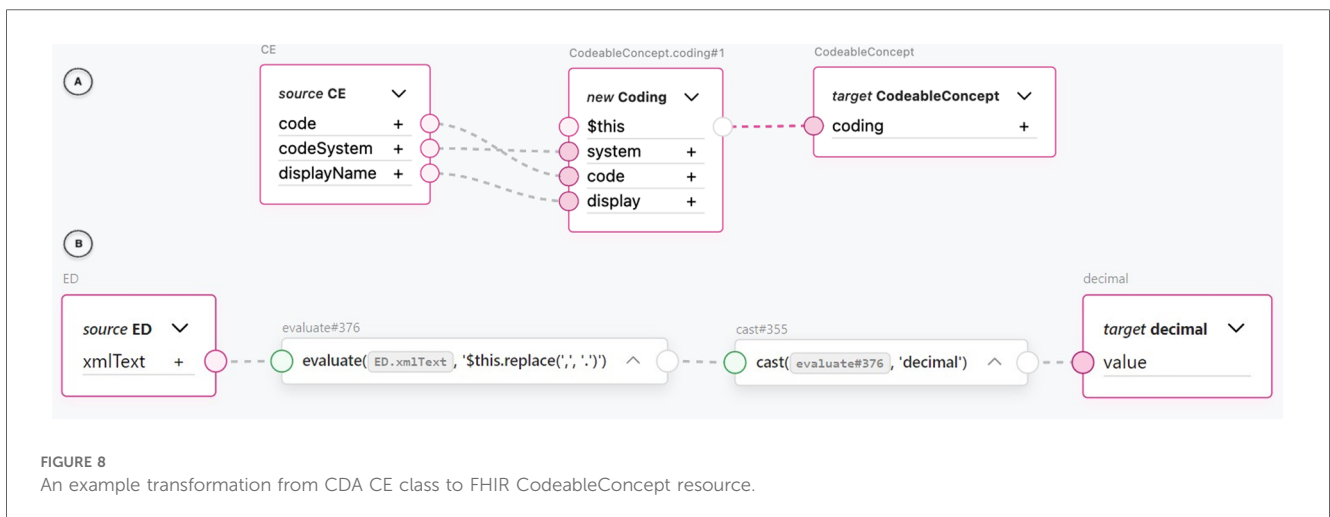 A
CE
source CE
code +
codeSystem +
displayName +
CodeableConcept.coding#1
new Coding
$this
system +
code +
display +
CodeableConcept
target CodeableConcept
coding +
B
ED
source ED
xmlText +
evaluate#376
evaluate( ED.xmlText , '$this.replace(',', '.')')
cast#355
cast( evaluate#376 , 'decimal')
decimal
target decimal
value
FIGURE 8
An example transformation from CDA CE class to FHIR CodeableConcept resource.